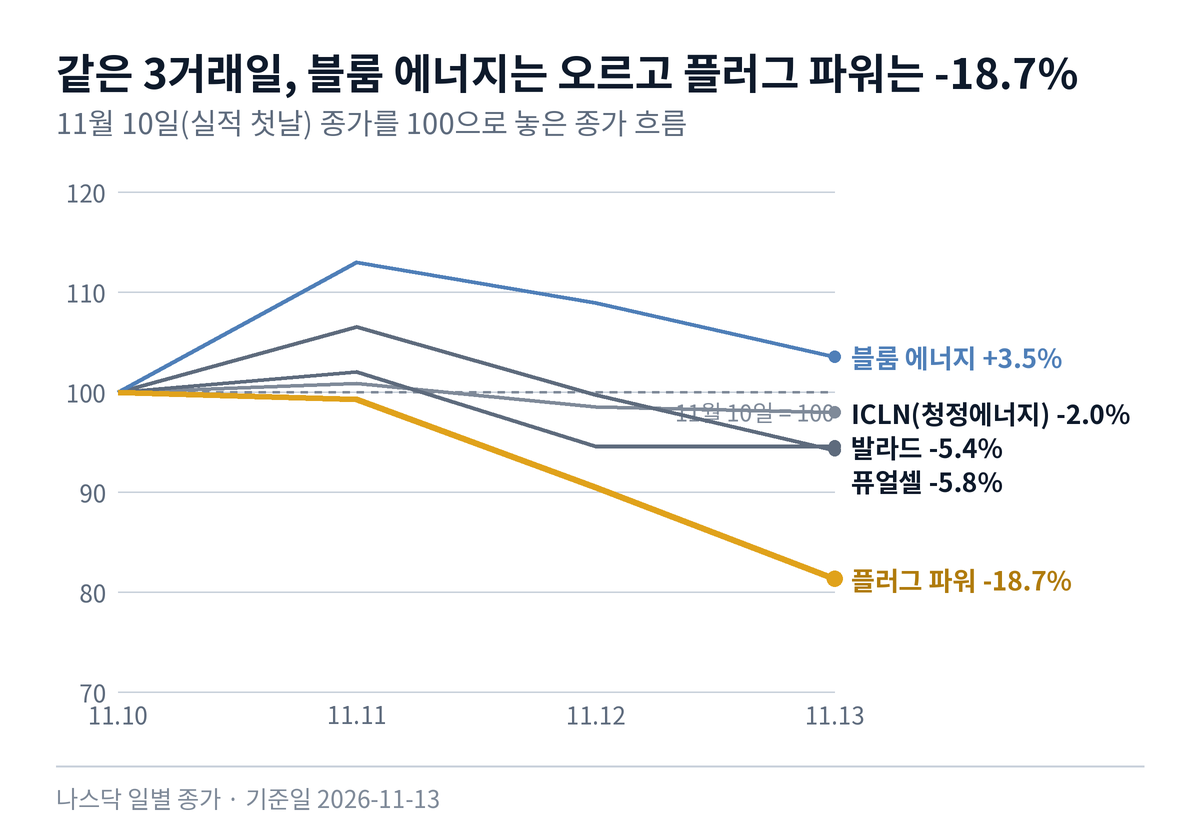 같은 3거래일, 블룸 에너지는 오르고 플러그 파워는 -18.7%
11월 10일(실적 첫날) 종가를 100으로 놓은 종가 흐름
120
110
100
90
80
70
블룸 에너지 +3.5%
11월 10일 = 100
ICLN(청정에너지) -2.0%
발라드 -5.4%
퓨얼셀 -5.8%
플러그 파워 -18.7%
11.10 11.11 11.12 11.13
나스닥 일별 종가 · 기준일 2026-11-13